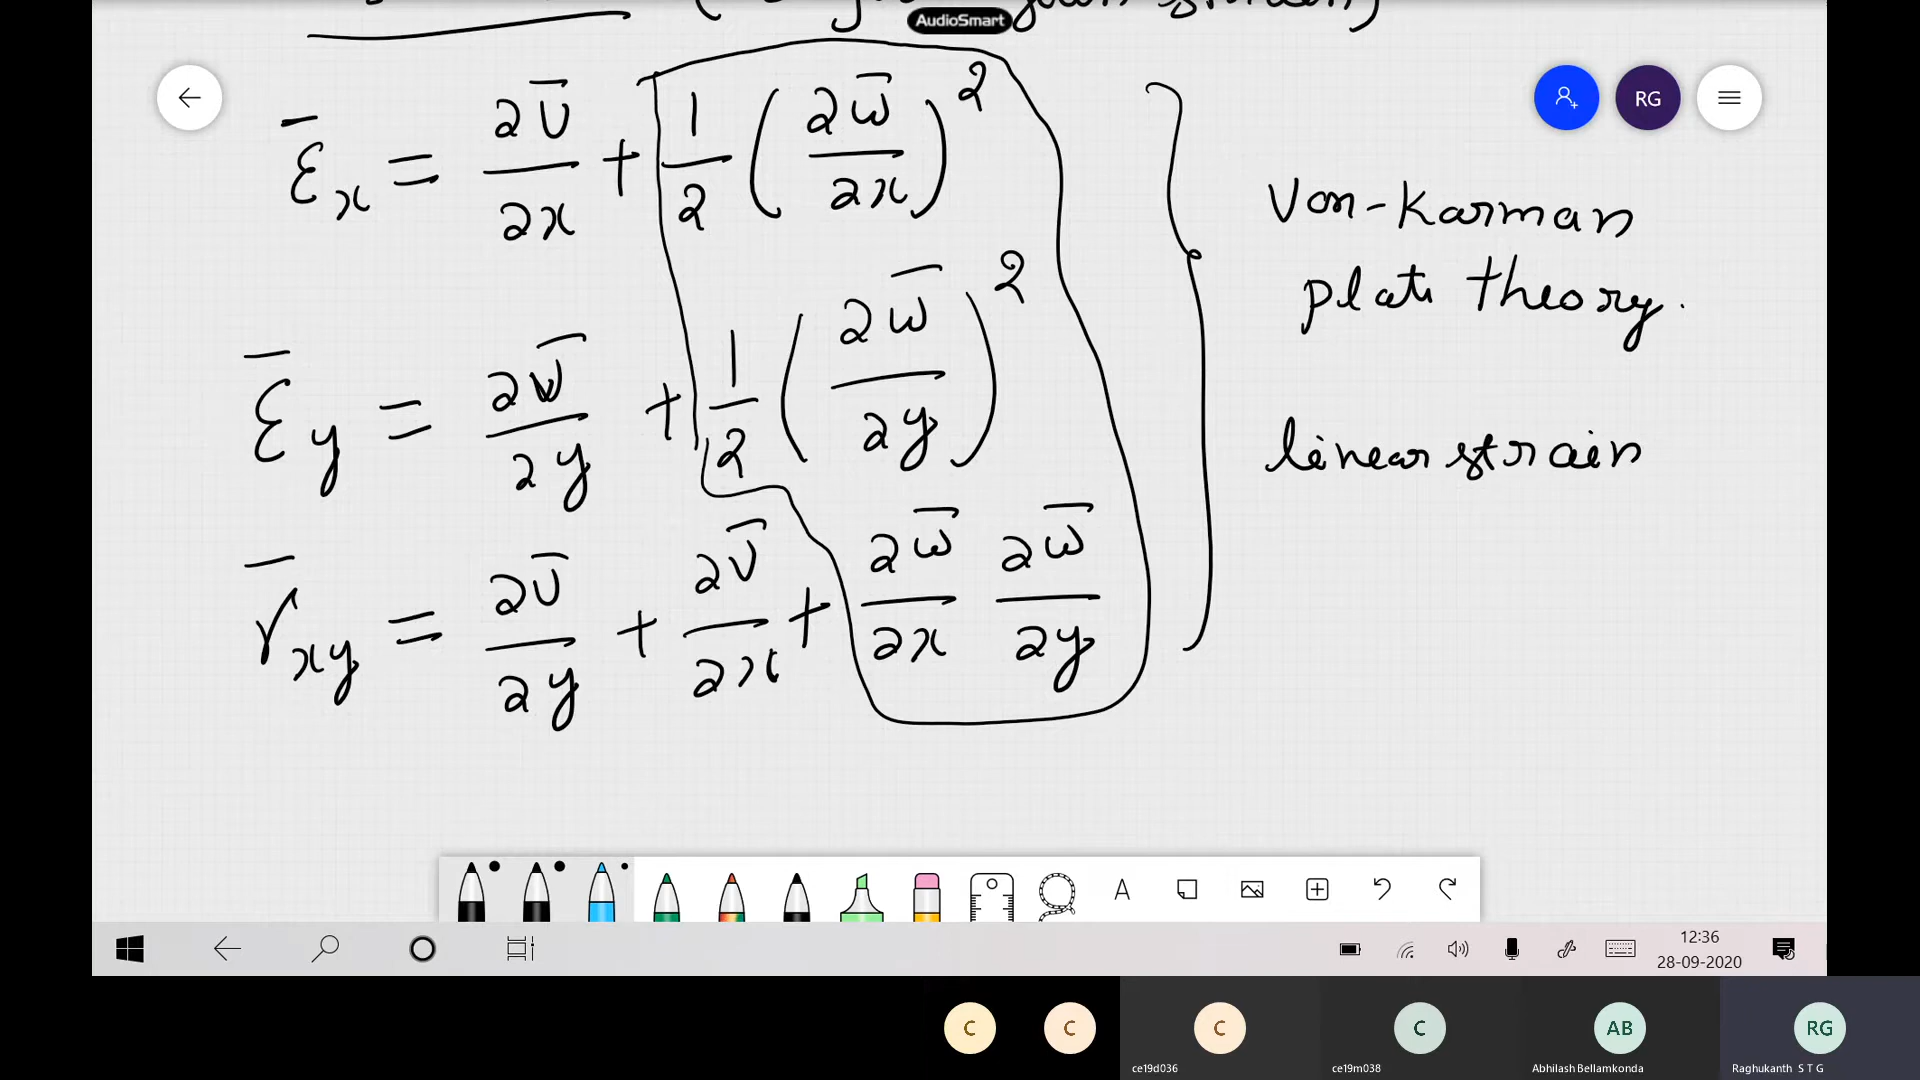 AudioSmart
RG
ε̅x = ∂u̅/∂x + 1/2 (∂w̅/∂x)²
Von-Karman
plate theory.
ε̅y = ∂v̅/∂y + 1/2 (∂w̅/∂y)²
linear strain
γ̅xy = ∂u̅/∂y + ∂v̅/∂x + ∂w̅/∂x ∂w̅/∂y
A
12:36
28-09-2020
C
C
C
C
AB
RG
ce19d036
ce19m038
Abhilash Bellamkonda
Raghukanth S T G